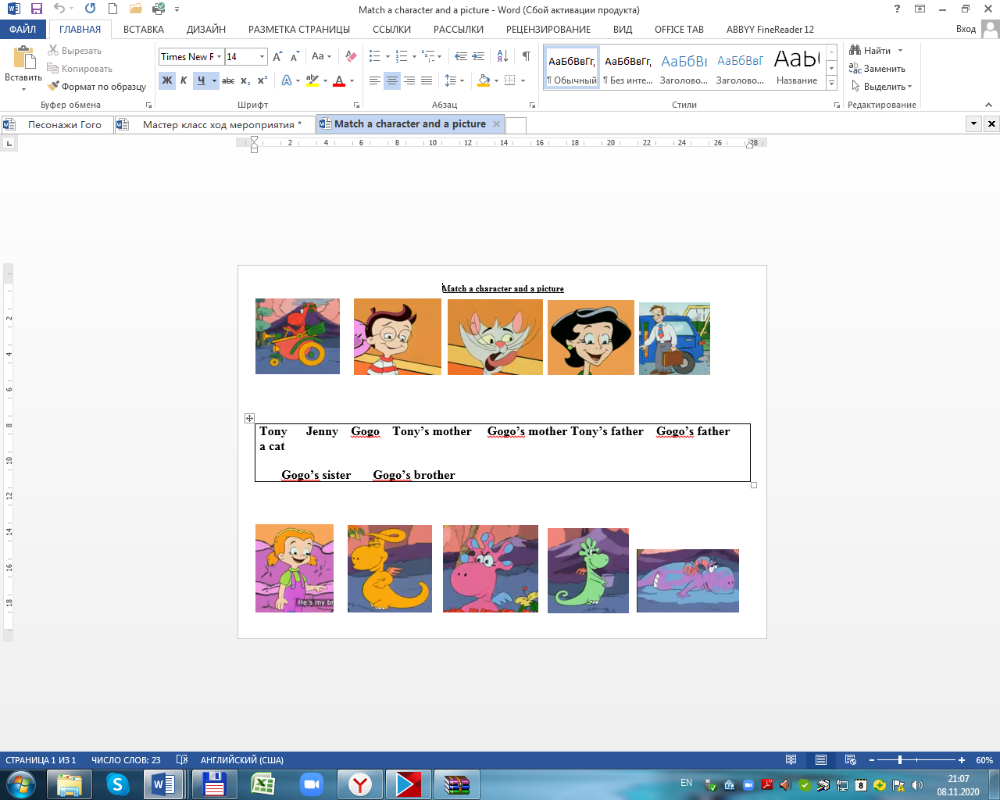 Match a character and a picture - Word (Сбой активации продукта)
ФАЙЛ ГЛАВНАЯ ВСТАВКА ДИЗАЙН РАЗМЕТКА СТРАНИЦЫ ССЫЛКИ РАССЫЛКИ РЕЦЕНЗИРОВАНИЕ ВИД OFFICE TAB ABBYY FineReader 12 Вход
Вставить
Вырезать
Копировать
Формат по образцу
Буфер обмена
Times New R 14
Ж К Ч abc x₂ x²
Шрифт
Абзац
АаБбВвГг, АаБбВвГг, АаБбВвГ АаБбВвГ АаБ
¶ Обычный ¶ Без инте... Заголово... Заголово... Название
Стили
Найти
Заменить
Выделить
Редактирование
Песонажи Гого Мастер класс ход мероприятия * Match a character and a picture
2 4 6 8 10 12 14 16 18 20 22 24 26 28
2
4
6
8
10
12
14
16
18
Match a character and a picture
Tony Jenny Gogo Tony’s mother Gogo’s mother Tony’s father Gogo’s father
a cat
Gogo’s sister Gogo’s brother
He's my br
СТРАНИЦА 1 ИЗ 1 ЧИСЛО СЛОВ: 23 АНГЛИЙСКИЙ (США) 60%
EN 21:07
08.11.2020